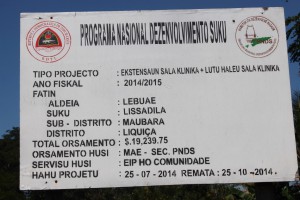 PROGRAMA NASIONAL DEZENVOLVIMENTO SUKU
TIPO PROJECTO : EKSTENSAUN SALA KLINIKA + LUTU HALEU SALA KLINIKA
ANO FISKAL : 2014/2015
FATIN
ALDEIA : LEBUAE
SUKU : LISSADILA
SUB - DISTRITO : MAUBARA
DISTRITO : LIQUIÇA
TOTAL ORSAMENTO : $.19,239.75
ORSAMENTO HUSI : MAE - SEC. PNDS
SERVISU HUSI : EIP HO COMUNIDADE
HAHU PROJETU : 25 - 07 - 2014 REMATA : 25 - 10 - 2014